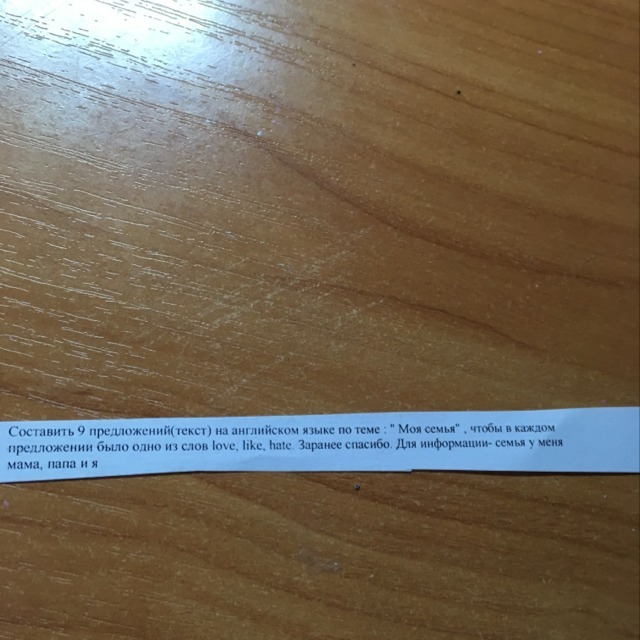 Составить 9 предложений(текст) на английском языке по теме : " Моя семья" , чтобы в каждом
предложении было одно из слов love, like, hate. Заранее спасибо. Для информации- семья у меня
мама, папа и я